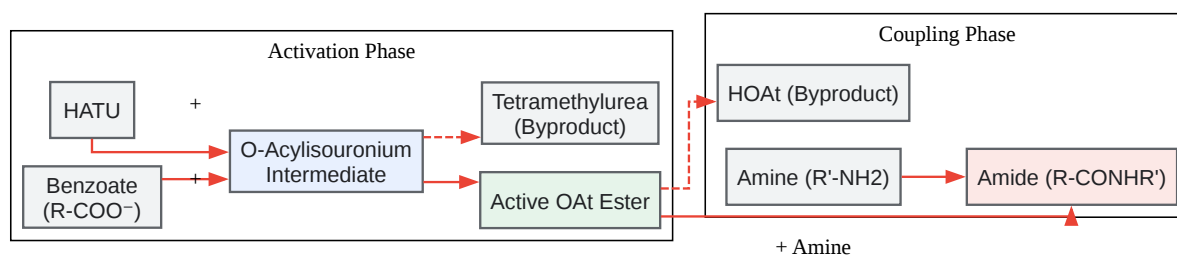 Activation Phase
Coupling Phase
HATU
+
Tetramethylurea
(Byproduct)
HOAt (Byproduct)
O-Acylisouronium
Intermediate
+
Benzoate
(R-COO⁻)
Active OAt Ester
Amine (R'-NH2)
Amide (R-CONHR')
+ Amine